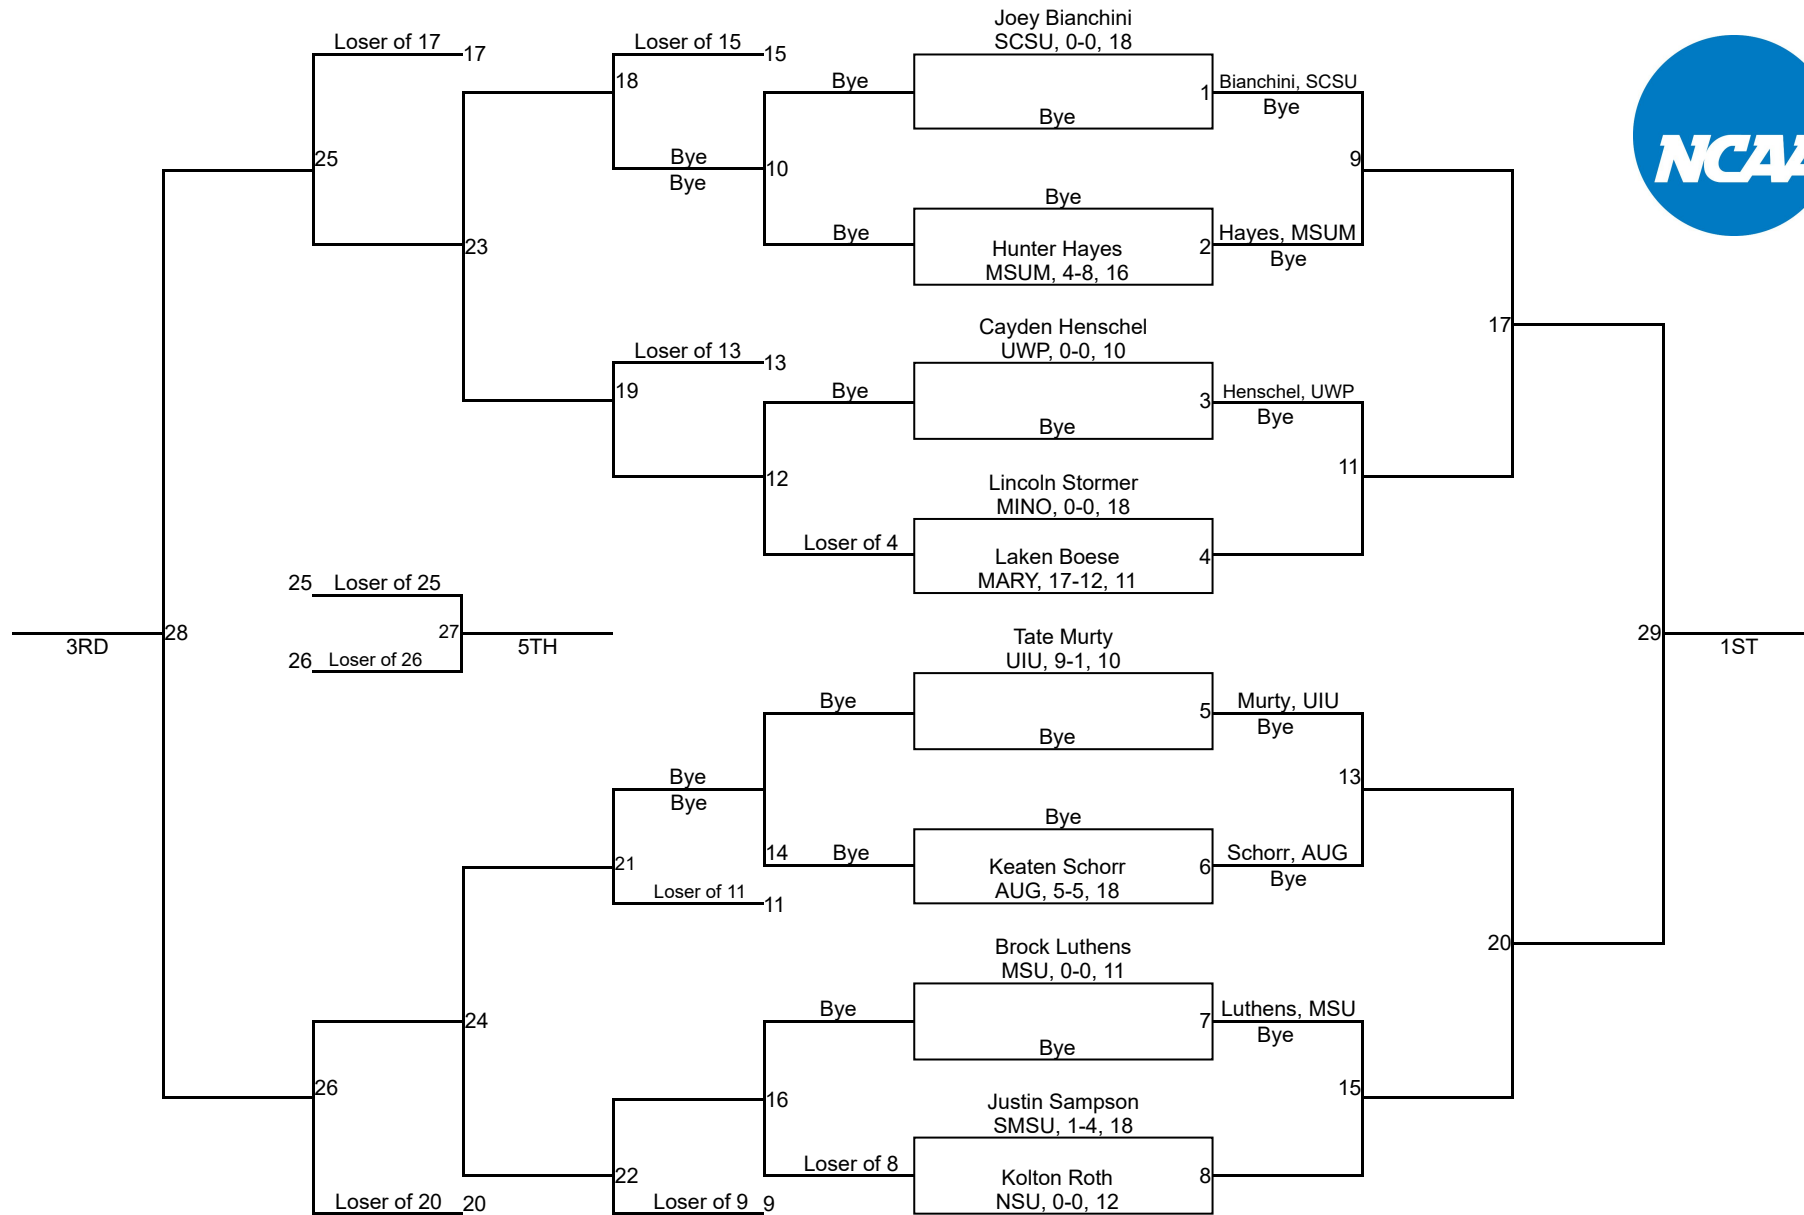 Joey Bianchini
Loser of 17
17
Loser of 15
15
SCSU, 0-0, 18
18
Bye
1
Bianchini, SCSU
Bye
Bye
NCAA
25
Bye
Bye
10
9
Bye
23
Bye
Hunter Hayes
MSUM, 4-8, 16
2
Hayes, MSUM
Bye
Cayden Henschel
UWP, 0-0, 10
17
Loser of 13
13
19
Bye
3
Henschel, UWP
Bye
Bye
12
11
Lincoln Stormer
MINO, 0-0, 18
Loser of 4
Laken Boese
MARY, 17-12, 11
4
25
Loser of 25
3RD
28
27
5TH
26
Loser of 26
29
1ST
Tate Murty
UIU, 9-1, 10
Bye
5
Murty, UIU
Bye
Bye
Bye
Bye
13
Bye
21
14
Bye
Keaten Schorr
AUG, 5-5, 18
6
Schorr, AUG
Bye
Loser of 11
11
Brock Luthens
MSU, 0-0, 11
20
24
Bye
7
Luthens, MSU
Bye
Bye
26
16
15
Justin Sampson
SMSU, 1-4, 18
22
Loser of 8
Kolton Roth
NSU, 0-0, 12
8
Loser of 20
20
Loser of 9
9